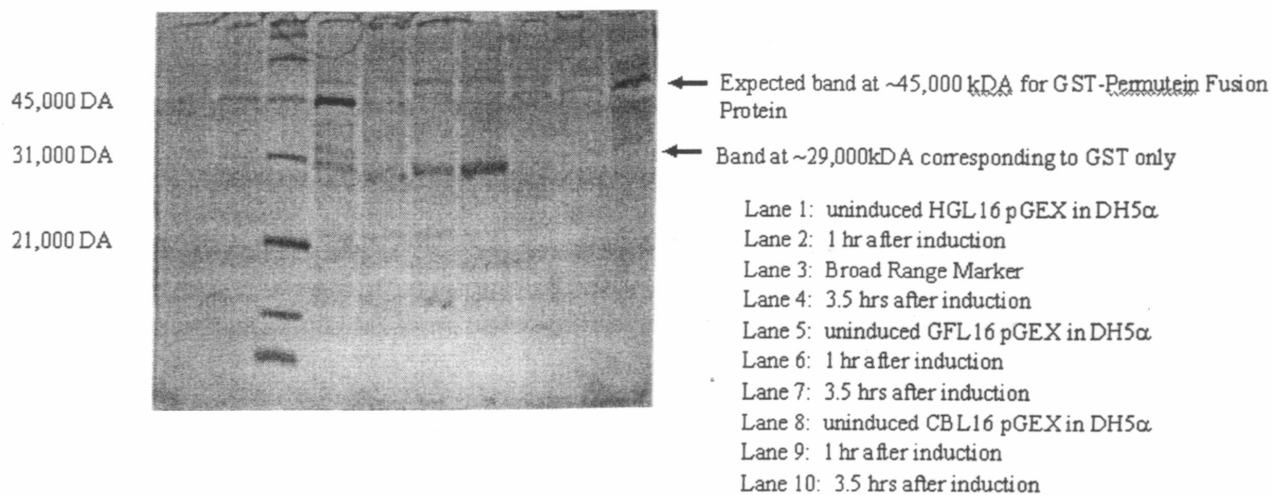 45,000 DA
31,000 DA
21,000 DA
Expected band at ~45,000 kDA for GST-Permutein Fusion
Protein
Band at ~29,000kDA corresponding to GST only
Lane 1: uninduced HGL16 pGEX in DH5α
Lane 2: 1 hr after induction
Lane 3: Broad Range Marker
Lane 4: 3.5 hrs after induction
Lane 5: uninduced GFL16 pGEX in DH5α
Lane 6: 1 hr after induction
Lane 7: 3.5 hrs after induction
Lane 8: uninduced CBL16 pGEX in DH5α
Lane 9: 1 hr after induction
Lane 10: 3.5 hrs after induction